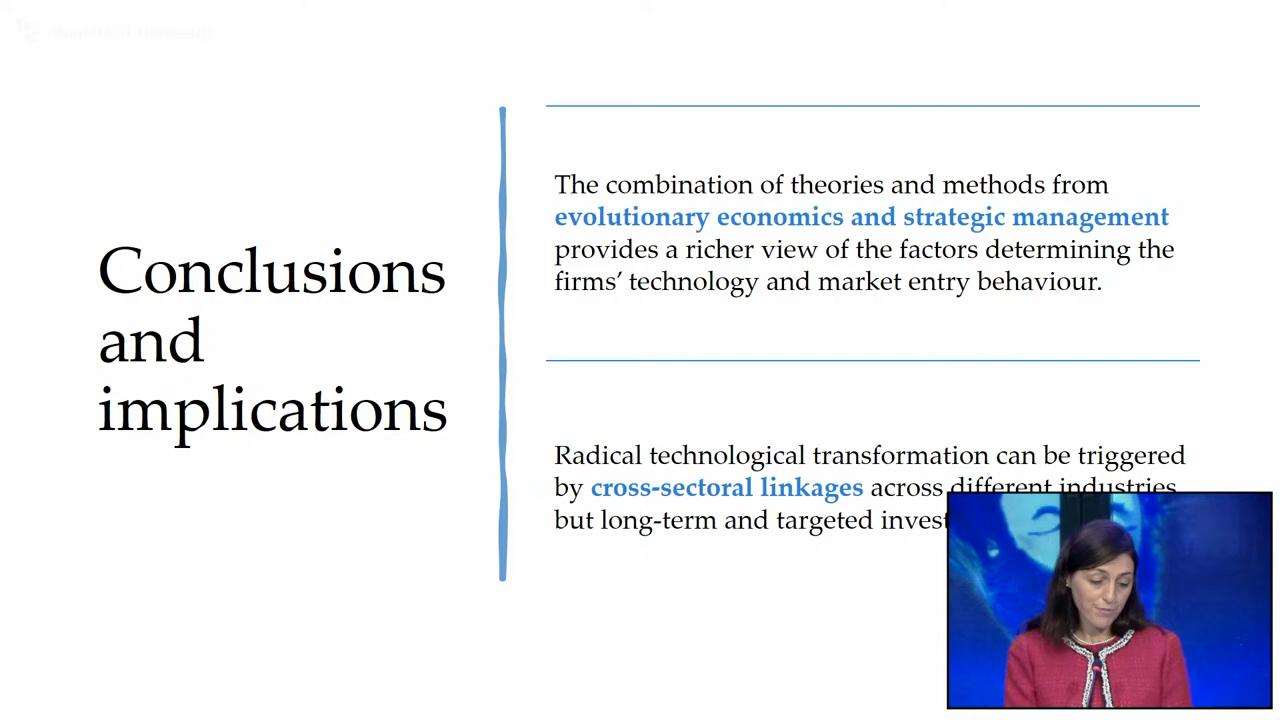 Conclusions
and
implications
The combination of theories and methods from
evolutionary economics and strategic management
provides a richer view of the factors determining the
firms’ technology and market entry behaviour.
Radical technological transformation can be triggered
by cross-sectoral linkages across different industries
but long-term and targeted